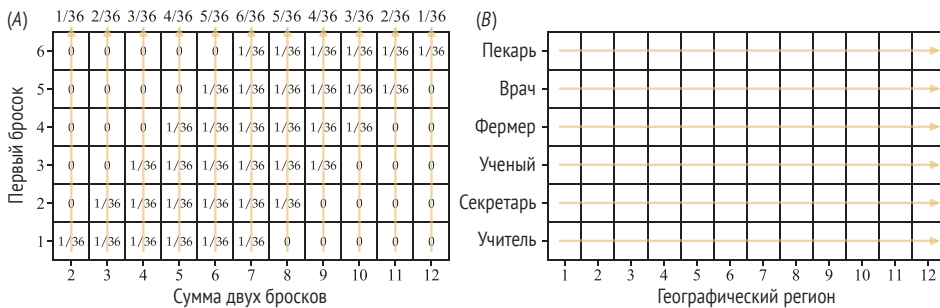 (A) 1/36 2/36 3/36 4/36 5/36 6/36 5/36 4/36 3/36 2/36 1/36
6 0 0 0 0 0 1/36 1/36 1/36 1/36 1/36 1/36
5 0 0 0 0 1/36 1/36 1/36 1/36 1/36 1/36 0
4 0 0 0 1/36 1/36 1/36 1/36 1/36 1/36 0 0
3 0 0 1/36 1/36 1/36 1/36 1/36 1/36 0 0 0
2 0 1/36 1/36 1/36 1/36 1/36 1/36 0 0 0 0
1 1/36 1/36 1/36 1/36 1/36 1/36 0 0 0 0 0
2 3 4 5 6 7 8 9 10 11 12
Первый бросок
Сумма двух бросков
(B)
Пекарь
Врач
Фермер
Ученый
Секретарь
Учитель
1 2 3 4 5 6 7 8 9 10 11 12
Географический регион